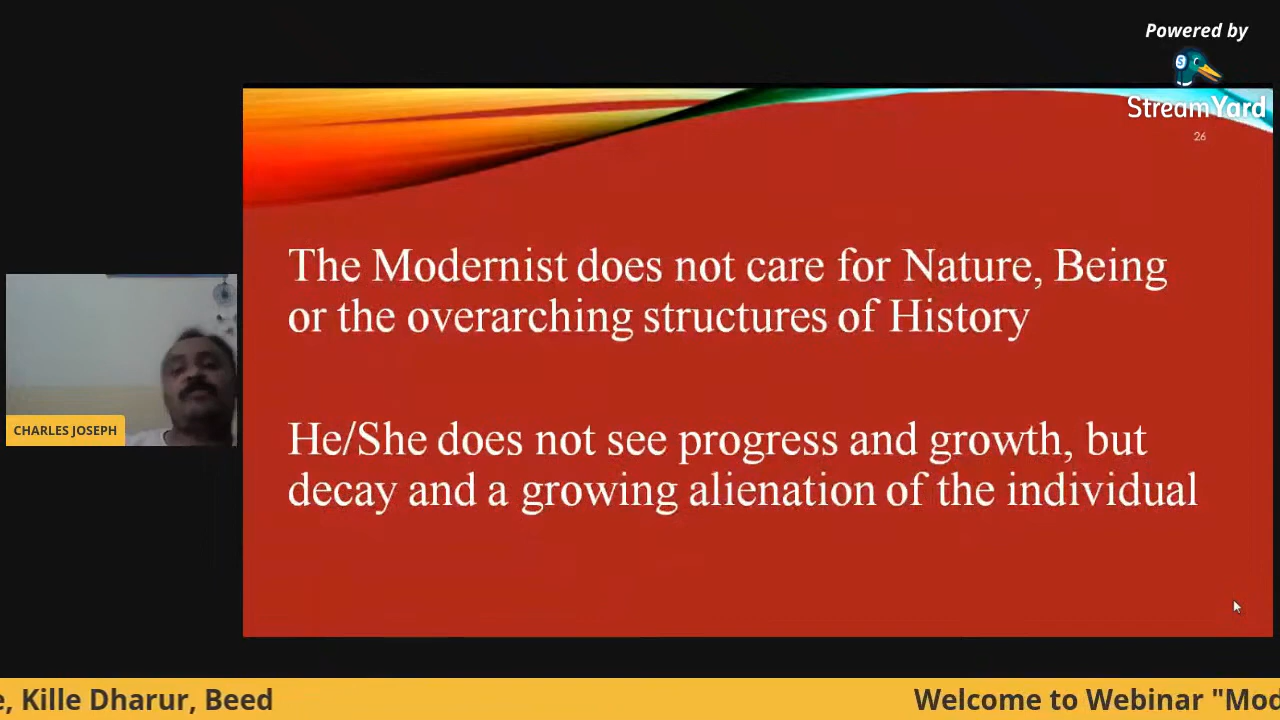 Powered by
StreamYard
26
The Modernist does not care for Nature, Being
or the overarching structures of History
He/She does not see progress and growth, but
decay and a growing alienation of the individual
CHARLES JOSEPH
e, Kille Dharur, Beed
Welcome to Webinar "Mod